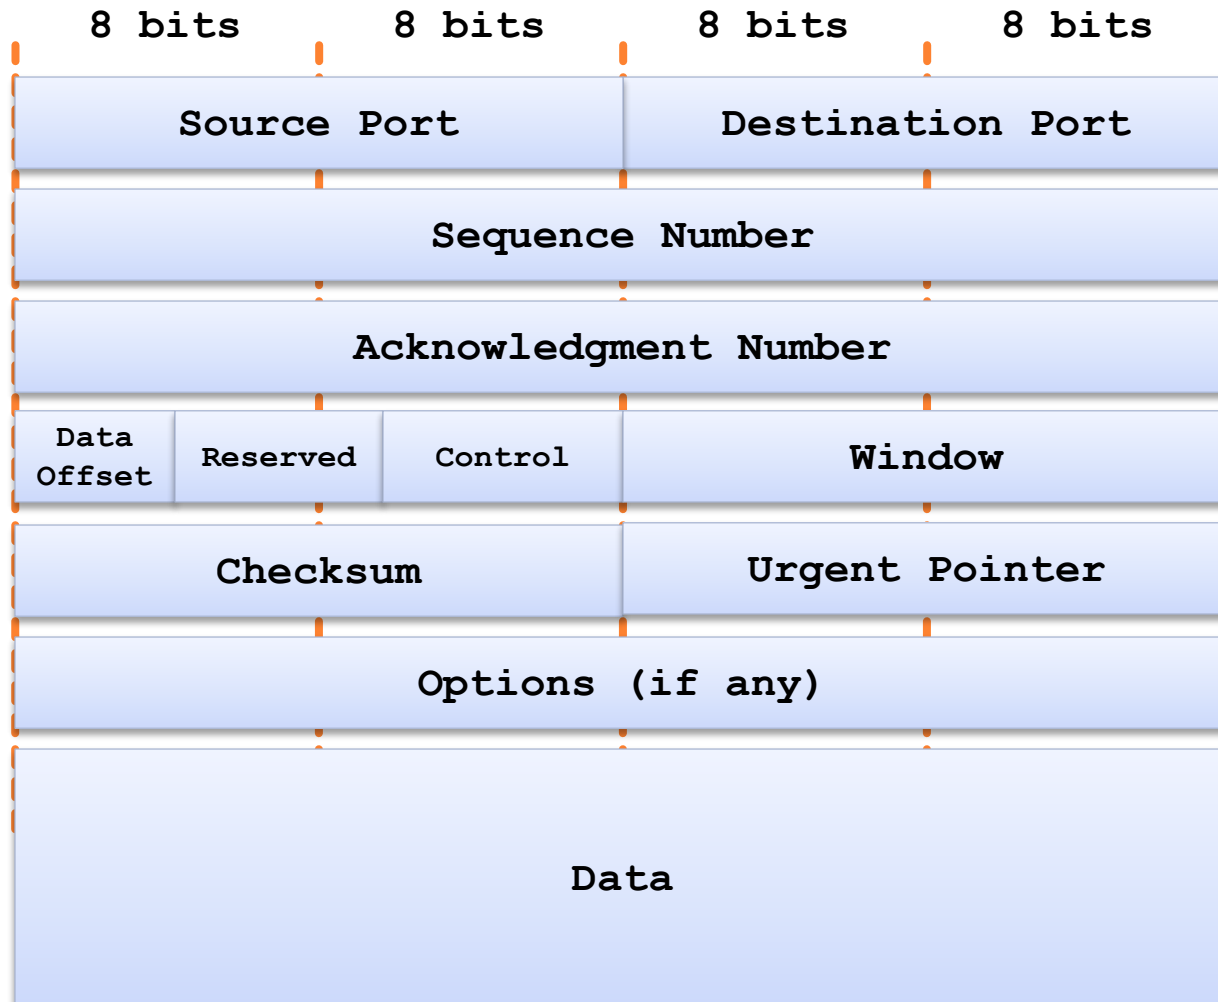 8 bits 8 bits 8 bits 8 bits
Source Port Destination Port
Sequence Number
Acknowledgment Number
Data
Offset
Reserved
Control
Window
Checksum
Urgent Pointer
Options (if any)
Data